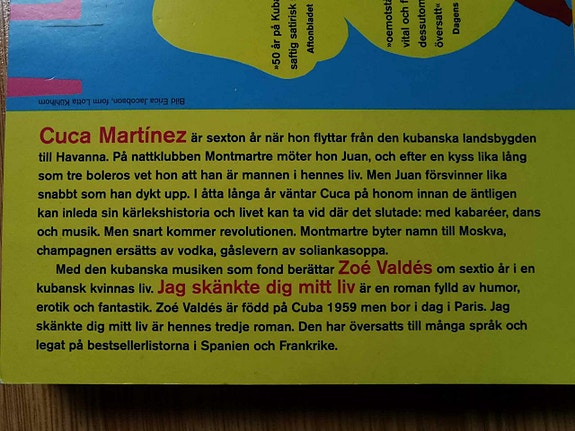 »50 år på Kuba
saftig satirisk
Aftonbladet
»oemotstå
vital och f
dessutom
översatt«
Dagens
Bild Erica Jacobson, form Lotta Kühlhorn
Cuca Martínez är sexton år när hon flyttar från den kubanska landsbygden
till Havanna. På nattklubben Montmartre möter hon Juan, och efter en kyss lika lång
som tre boleros vet hon att han är mannen i hennes liv. Men Juan försvinner lika
snabbt som han dykt upp. I åtta långa år väntar Cuca på honom innan de äntligen
kan inleda sin kärlekshistoria och livet kan ta vid där det slutade: med kabaréer, dans
och musik. Men snart kommer revolutionen. Montmartre byter namn till Moskva,
champagnen ersätts av vodka, gåslevern av soliankasoppa.
Med den kubanska musiken som fond berättar Zoé Valdés om sextio år i en
kubansk kvinnas liv. Jag skänkte dig mitt liv är en roman fylld av humor,
erotik och fantastik. Zoé Valdés är född på Cuba 1959 men bor i dag i Paris. Jag
skänkte dig mitt liv är hennes tredje roman. Den har översatts till många språk och
legat på bestsellerlistorna i Spanien och Frankrike.